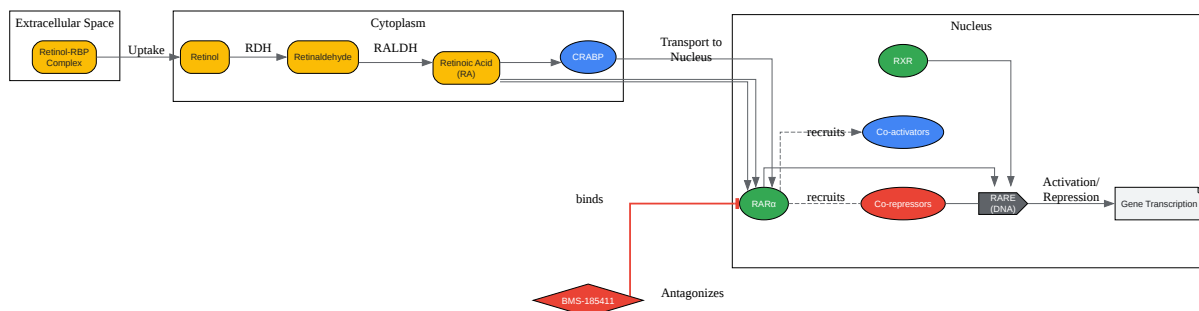 Extracellular Space
Retinol-RBP
Complex
Uptake
Cytoplasm
Retinol
RDH
Retinaldehyde
RALDH
Retinoic Acid
(RA)
CRABP
Transport to
Nucleus
Nucleus
RXR
recruits
Co-activators
binds
RARα
recruits
Co-repressors
RARE
(DNA)
Activation/
Repression
Gene Transcription
BMS-185411
Antagonizes